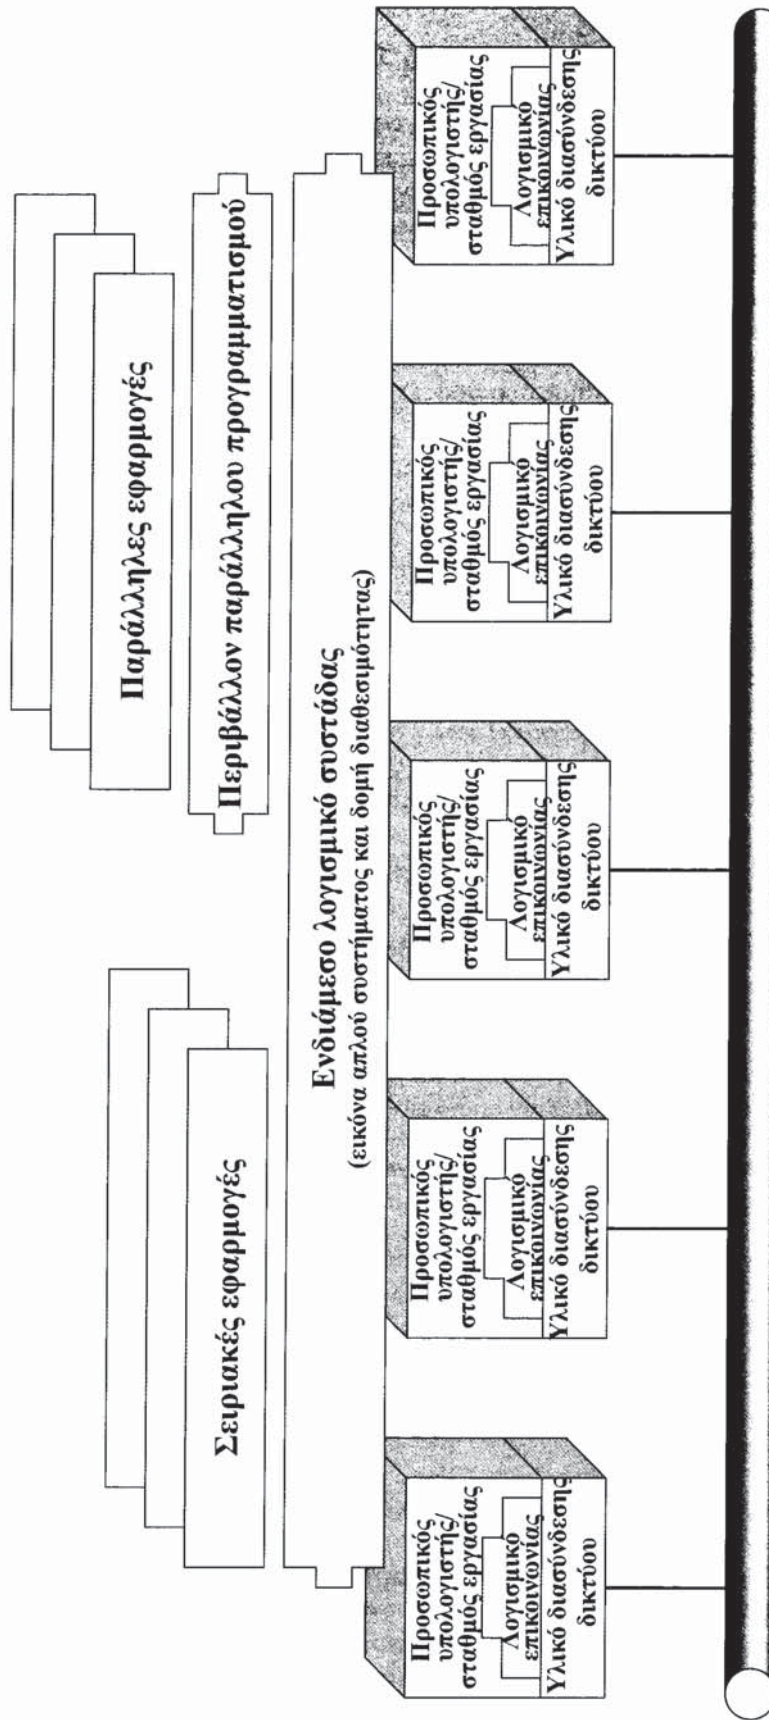 Παράλληλες εφαρμογές
Σειριακές εφαρμογές
Περιβάλλον παράλληλου προγραμματισμού
Ενδιάμεσο λογισμικό συστάδας
(εικόνα απλού συστήματος και δομή διαθεσιμότητας)
Προσωπικός
υπολογιστής/
σταθμός εργασίας
Λογισμικό
επικοινωνίας
Υλικό διασύνδεσης
δικτύου
Προσωπικός
υπολογιστής/
σταθμός εργασίας
Λογισμικό
επικοινωνίας
Υλικό διασύνδεσης
δικτύου
Προσωπικός
υπολογιστής/
σταθμός εργασίας
Λογισμικό
επικοινωνίας
Υλικό διασύνδεσης
δικτύου
Προσωπικός
υπολογιστής/
σταθμός εργασίας
Λογισμικό
επικοινωνίας
Υλικό διασύνδεσης
δικτύου
Προσωπικός
υπολογιστής/
σταθμός εργασίας
Λογισμικό
επικοινωνίας
Υλικό διασύνδεσης
δικτύου